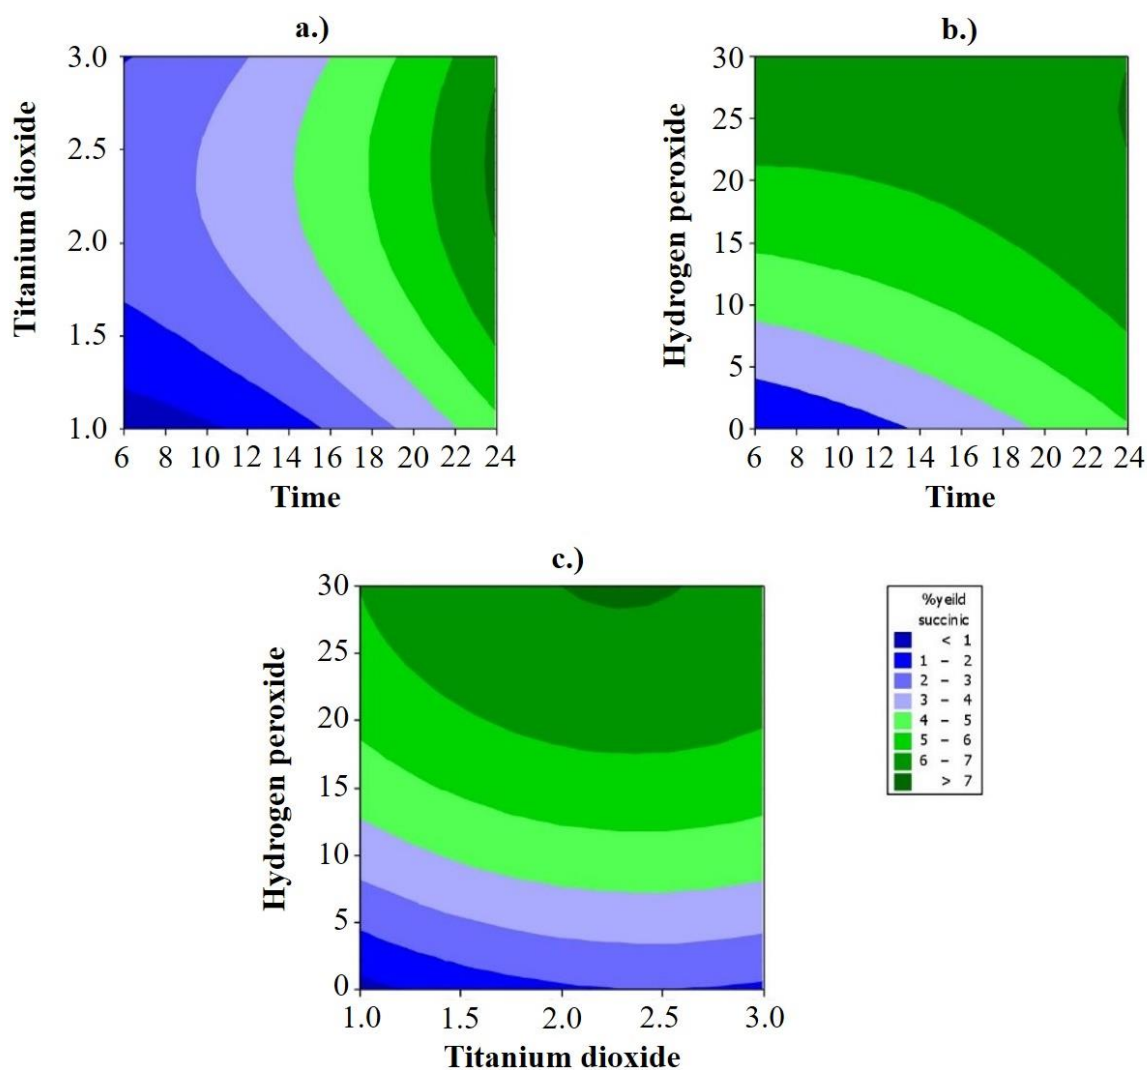 a.)
3.0
2.5
2.0
1.5
1.0
Titanium dioxide
6 8 10 12 14 16 18 20 22 24
Time
b.)
30
25
20
15
10
5
0
Hydrogen peroxide
6 8 10 12 14 16 18 20 22 24
Time
c.)
30
25
20
15
10
5
0
Hydrogen peroxide
1.0 1.5 2.0 2.5 3.0
Titanium dioxide
%yeild
succinic
< 1
1 – 2
2 – 3
3 – 4
4 – 5
5 – 6
6 – 7
> 7